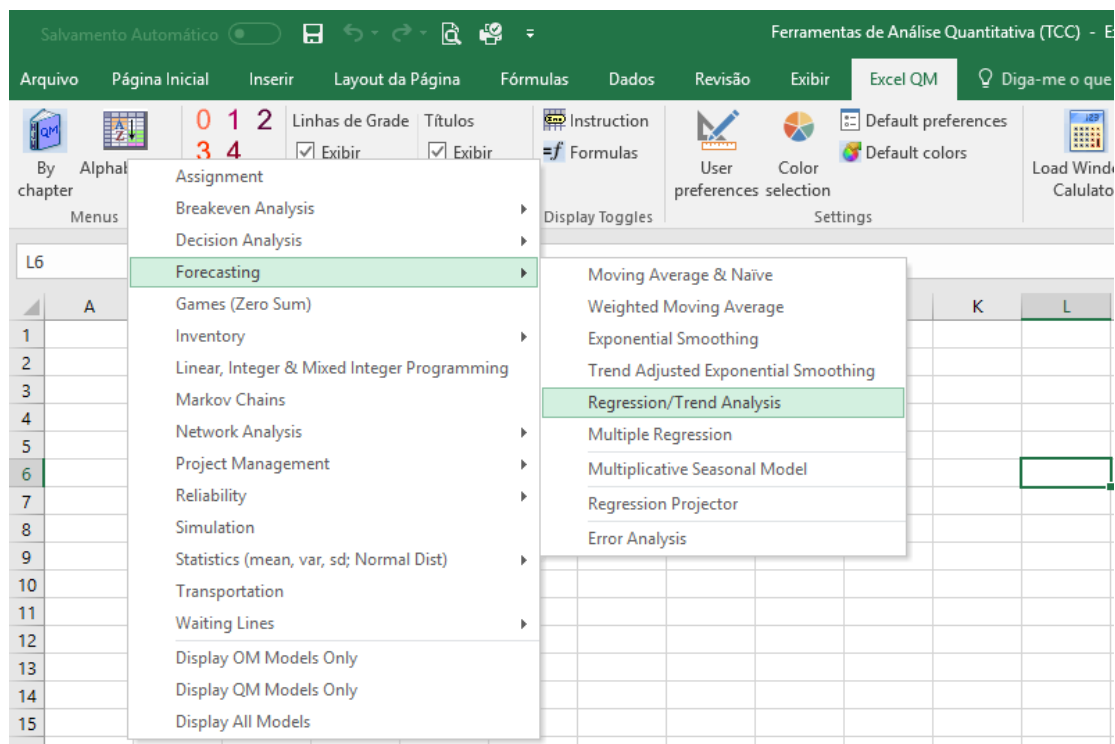 Salvamento Automático
Ferramentas de Análise Quantitativa (TCC) - E
Arquivo Página Inicial Inserir Layout da Página Fórmulas Dados Revisão Exibir Excel QM Diga-me o que
QM
By chapter
A Z
Alphab
Menus
0 1 2
3 4
Linhas de Grade
Exibir
Títulos
Exibir
Instruction
=f Formulas
Display Toggles
User preferences
Color selection
Default preferences
Default colors
Settings
123
Load Wind
Calulato
L6
A K L
1
2
3
4
5
6
7
8
9
10
11
12
13
14
15
Assignment
Breakeven Analysis
Decision Analysis
Forecasting
Games (Zero Sum)
Inventory
Linear, Integer & Mixed Integer Programming
Markov Chains
Network Analysis
Project Management
Reliability
Simulation
Statistics (mean, var, sd; Normal Dist)
Transportation
Waiting Lines
Display OM Models Only
Display QM Models Only
Display All Models
Moving Average & Naïve
Weighted Moving Average
Exponential Smoothing
Trend Adjusted Exponential Smoothing
Regression/Trend Analysis
Multiple Regression
Multiplicative Seasonal Model
Regression Projector
Error Analysis